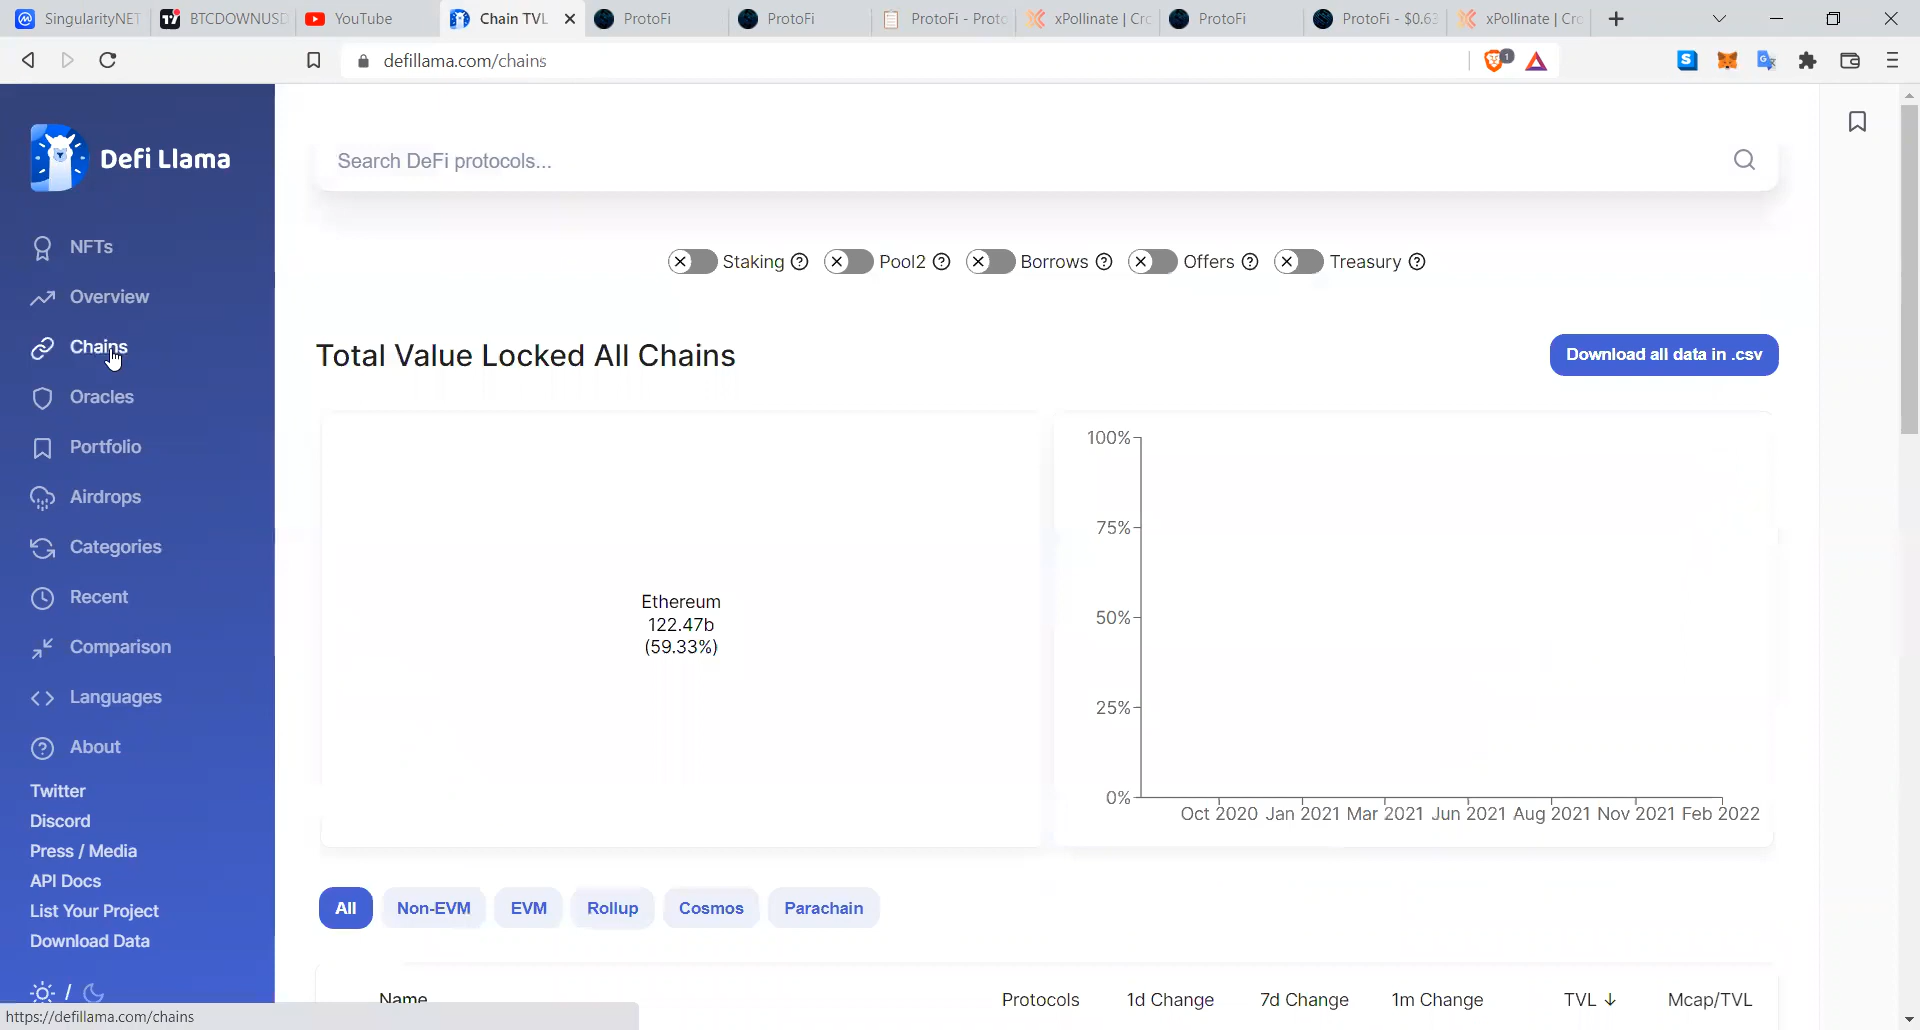 SingularityNET
BTCDOWNUSD
YouTube
Chain TVL
ProtoFi
ProtoFi
ProtoFi - Proto
xPollinate | Cro
ProtoFi
ProtoFi - $0.63
xPollinate | Cro
defillama.com/chains
1
Defi Llama
NFTs
Overview
Chains
Oracles
Portfolio
Airdrops
Categories
Recent
Comparison
Languages
About
Twitter
Discord
Press / Media
API Docs
List Your Project
Download Data
/
https://defillama.com/chains
Search DeFi protocols...
Staking Pool2 Borrows Offers Treasury
Total Value Locked All Chains
Download all data in .csv
Ethereum
122.47b
(59.33%)
100%
75%
50%
25%
0%
Oct 2020 Jan 2021 Mar 2021 Jun 2021 Aug 2021 Nov 2021 Feb 2022
All Non-EVM EVM Rollup Cosmos Parachain
Name Protocols 1d Change 7d Change 1m Change TVL ↓ Mcap/TVL